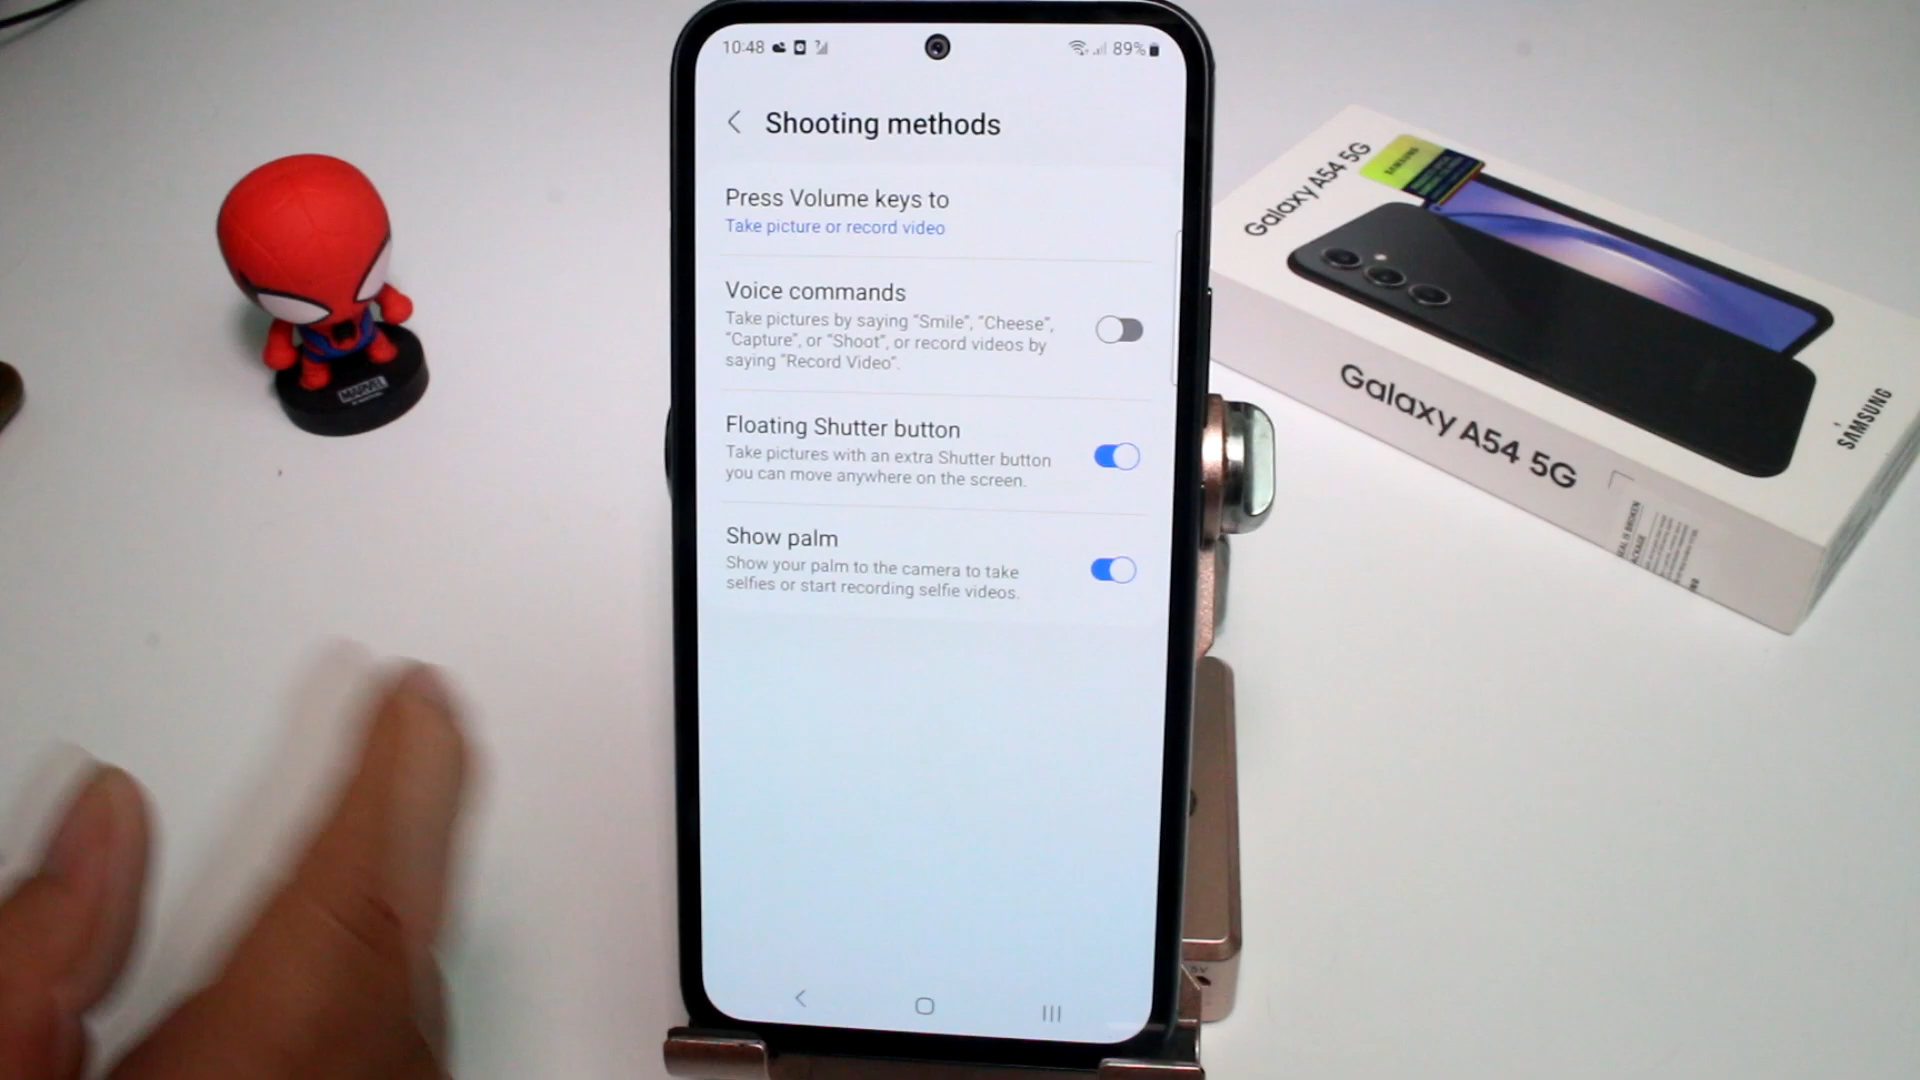 10:48
89%
Shooting methods
Press Volume keys to
Take picture or record video
Voice commands
Take pictures by saying "Smile", "Cheese",
"Capture", or "Shoot", or record videos by
saying "Record Video".
Floating Shutter button
Take pictures with an extra Shutter button
you can move anywhere on the screen.
Show palm
Show your palm to the camera to take
selfies or start recording selfie videos.
MARVEL
Galaxy A54 5G
SAMSUNG
Galaxy A54 5G
SAMSUNG